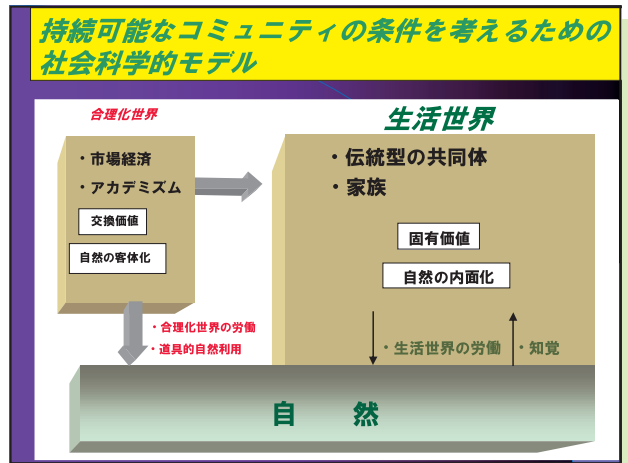 持続可能なコミュニティの条件を考えるための
社会科学的モデル
合理化世界
・市場経済
・アカデミズム
交換価値
自然の客体化
生活世界
・伝統型の共同体
・家族
固有価値
自然の内面化
・合理化世界の労働
・道具的自然利用
・生活世界の労働
・知覚
自 然